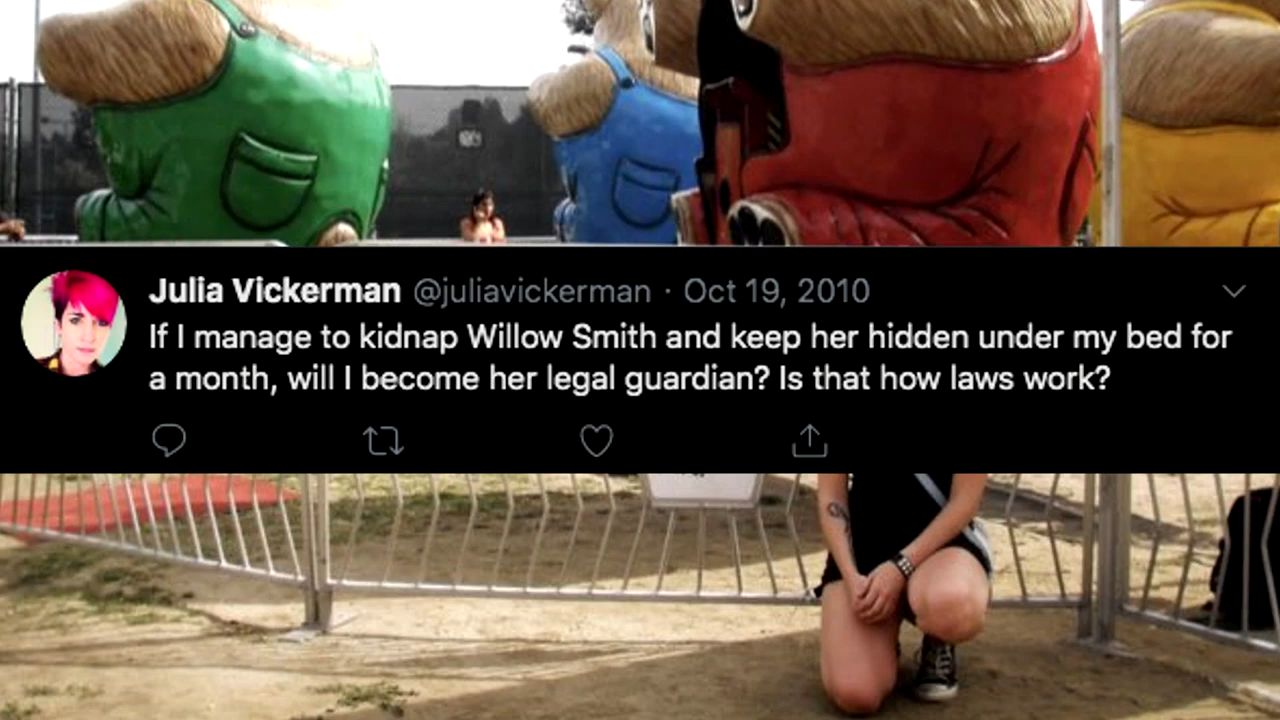 Julia Vickerman @juliavickerman · Oct 19, 2010
If I manage to kidnap Willow Smith and keep her hidden under my bed for
a month, will I become her legal guardian? Is that how laws work?